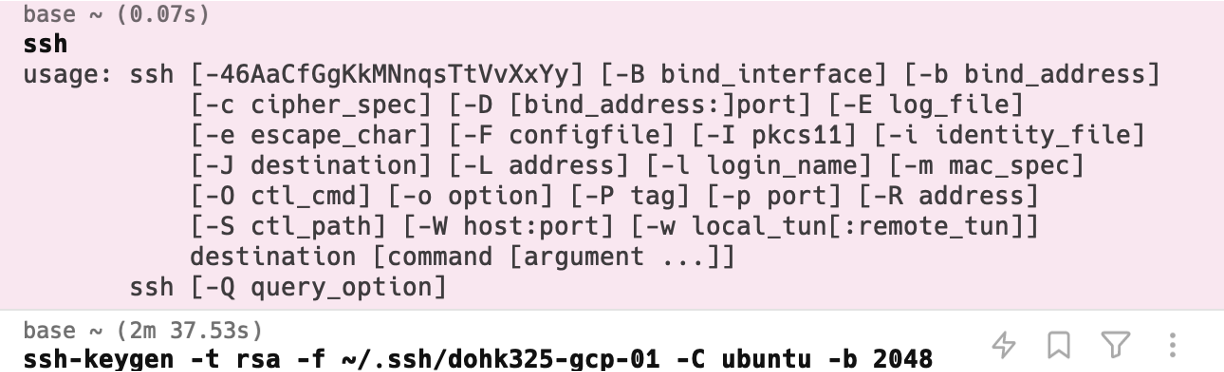 base ~ (0.07s)
ssh
usage: ssh [-46AaCfGgKkMNnqsTtVvXxYy] [-B bind_interface] [-b bind_address]
[-c cipher_spec] [-D [bind_address:]port] [-E log_file]
[-e escape_char] [-F configfile] [-I pkcs11] [-i identity_file]
[-J destination] [-L address] [-l login_name] [-m mac_spec]
[-O ctl_cmd] [-o option] [-P tag] [-p port] [-R address]
[-S ctl_path] [-W host:port] [-w local_tun[:remote_tun]]
destination [command [argument ...]]
ssh [-Q query_option]
base ~ (2m 37.53s)
ssh-keygen -t rsa -f ~/.ssh/dohk325-gcp-01 -C ubuntu -b 2048